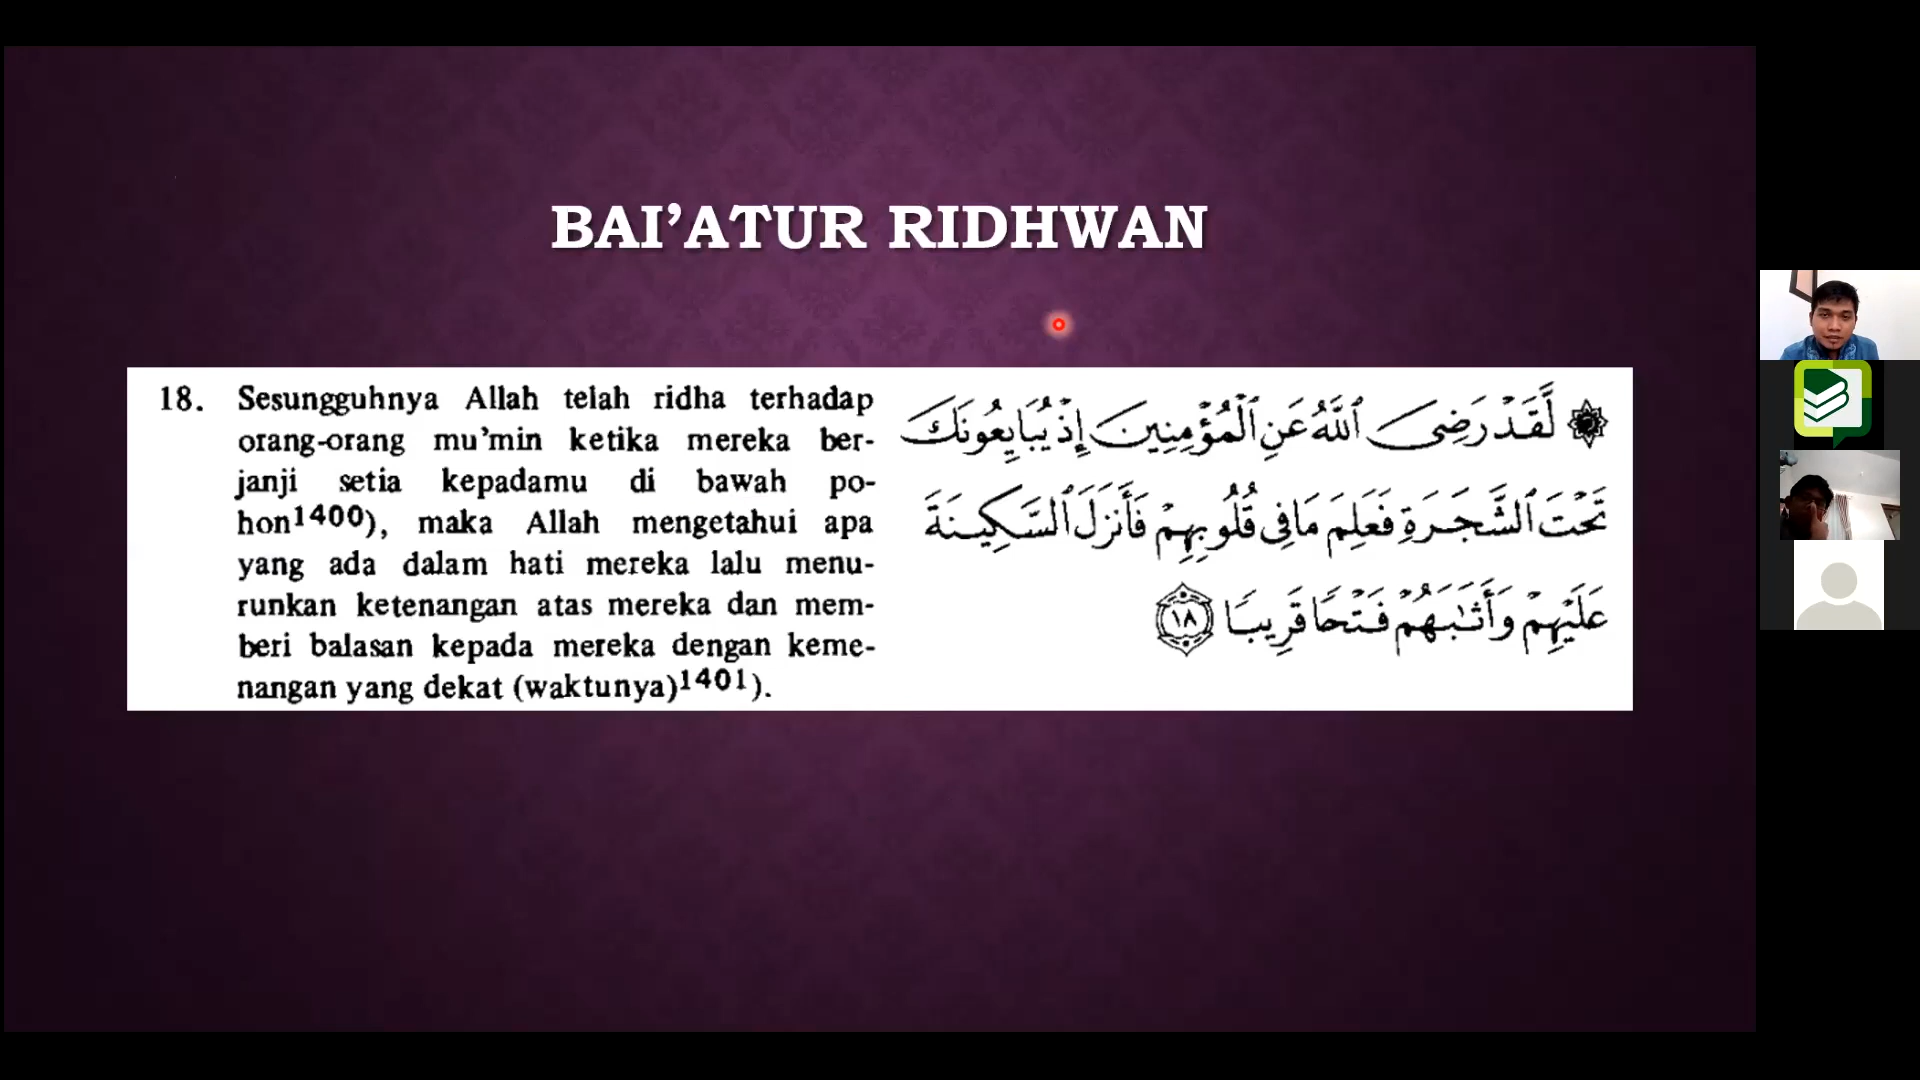 BAI’ATUR RIDHWAN
18. Sesungguhnya Allah telah ridha terhadap
orang-orang mu’min ketika mereka ber-
janji setia kepadamu di bawah po-
hon1400), maka Allah mengetahui apa
yang ada dalam hati mereka lalu menu-
runkan ketenangan atas mereka dan mem-
beri balasan kepada mereka dengan keme-
nangan yang dekat (waktunya)1401).
۞ لَّقَدْ رَضِىَ ٱللَّهُ عَنِ ٱلْمُؤْمِنِينَ إِذْ يُبَايِعُونَكَ
تَحْتَ ٱلشَّجَرَةِ فَعَلِمَ مَا فِى قُلُوبِهِمْ فَأَنزَلَ ٱلسَّكِينَةَ
عَلَيْهِمْ وَأَثَٰبَهُمْ فَتْحًا قَرِيبًا ١٨